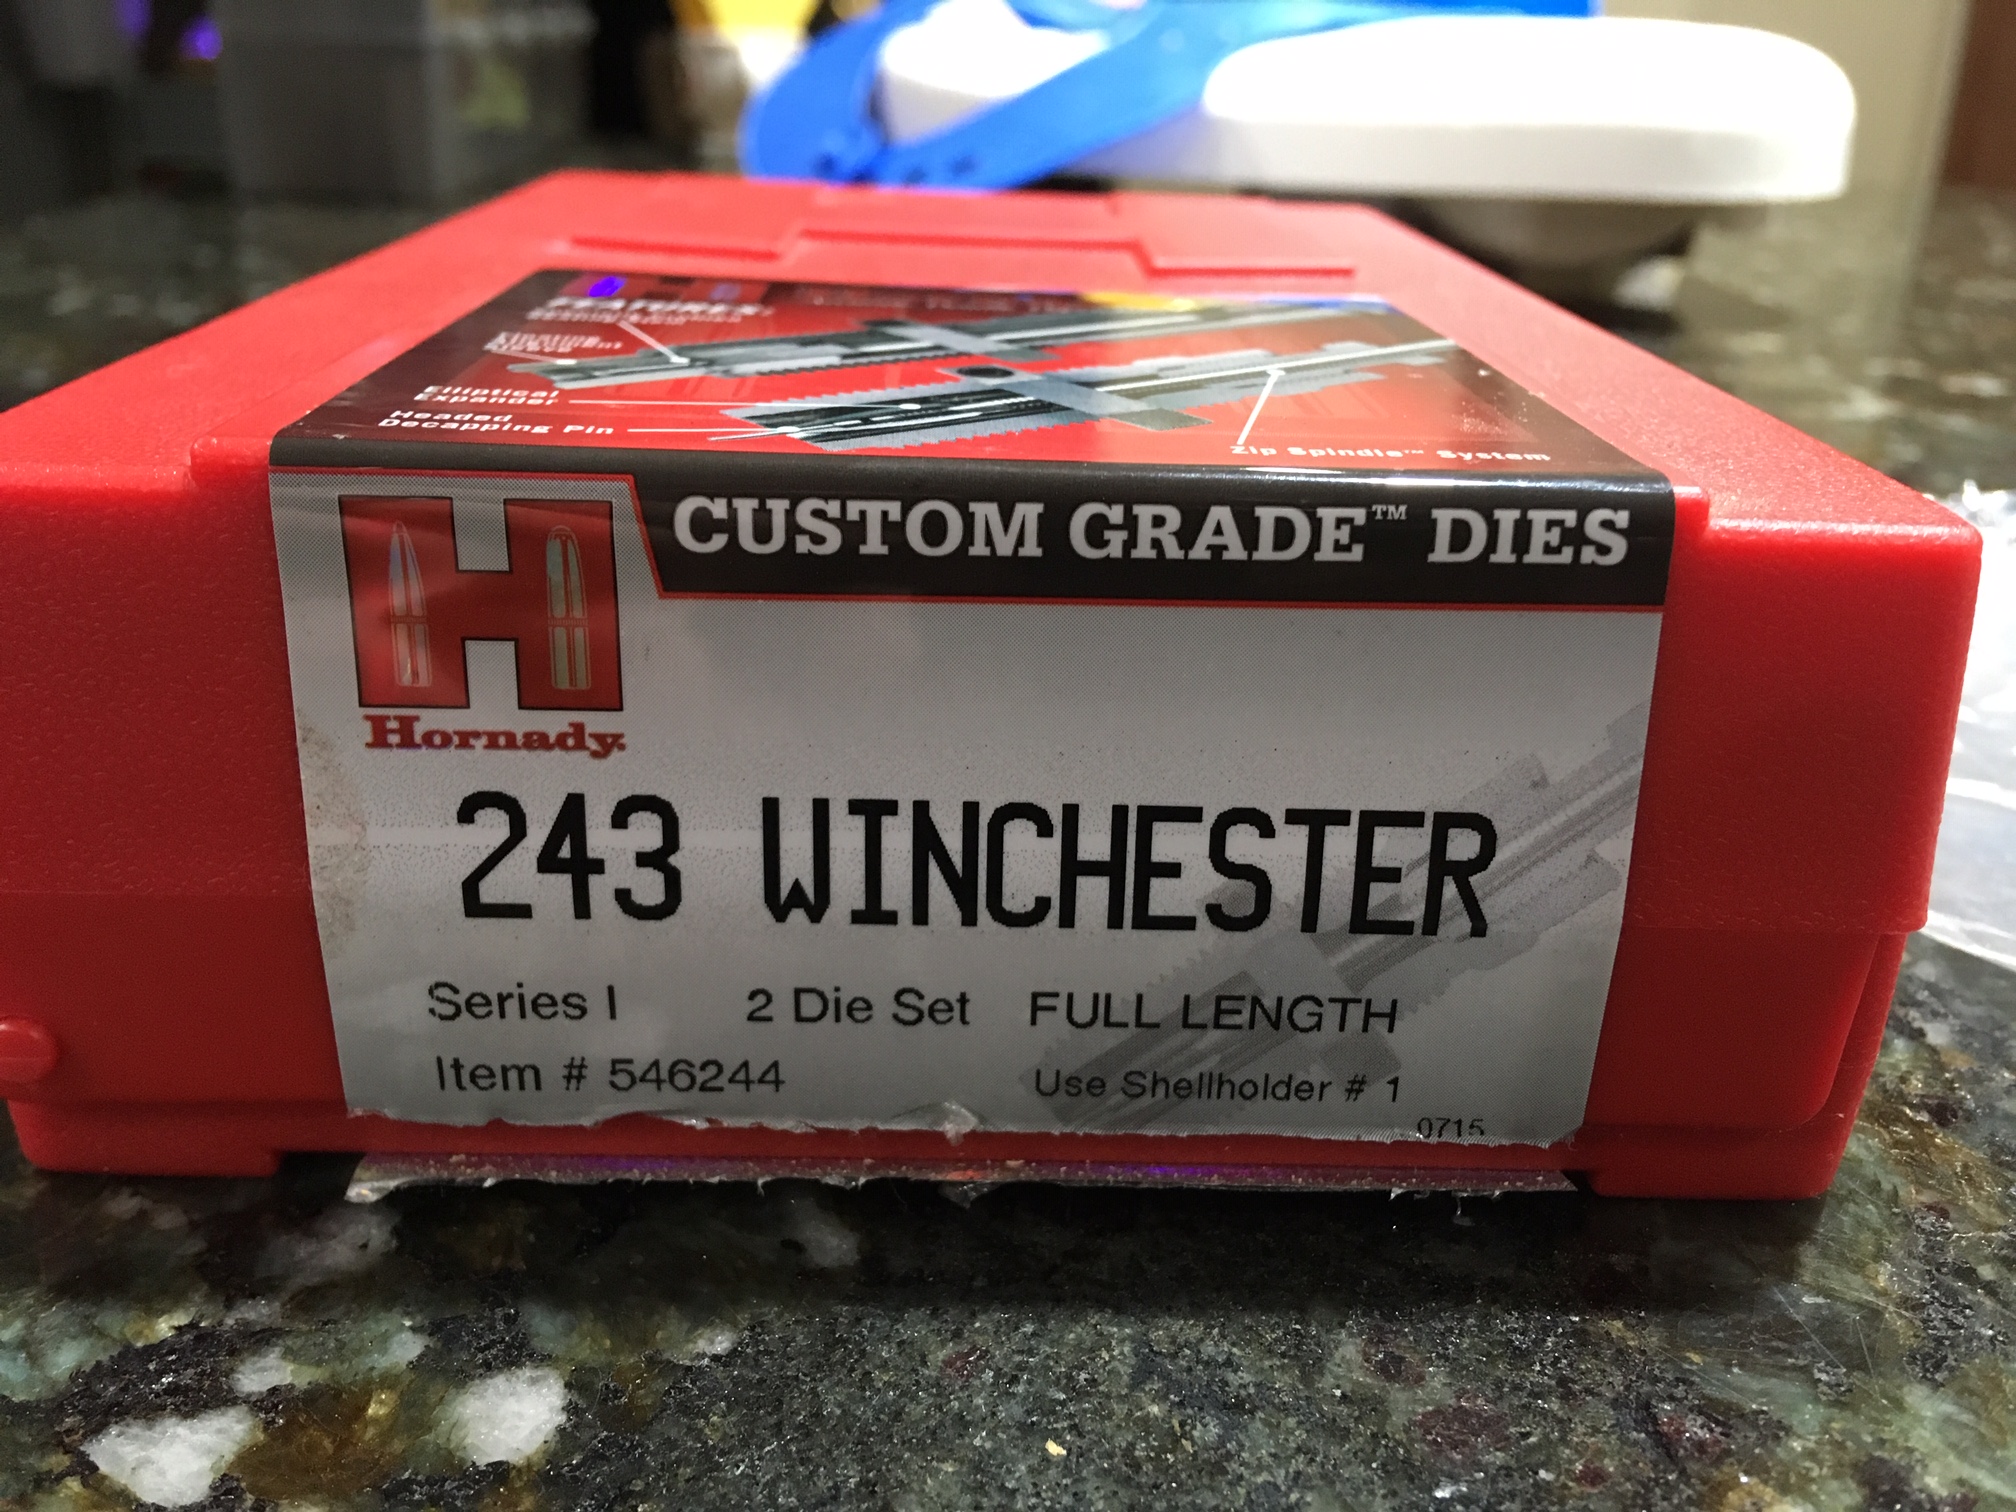 FEATURES:
Elliptical
Expander
Headed
Decapping Pin
Zip Spindle™ System
CUSTOM GRADE™ DIES
Hornady
243 WINCHESTER
Series I 2 Die Set FULL LENGTH
Item # 546244 Use Shellholder # 1
0715